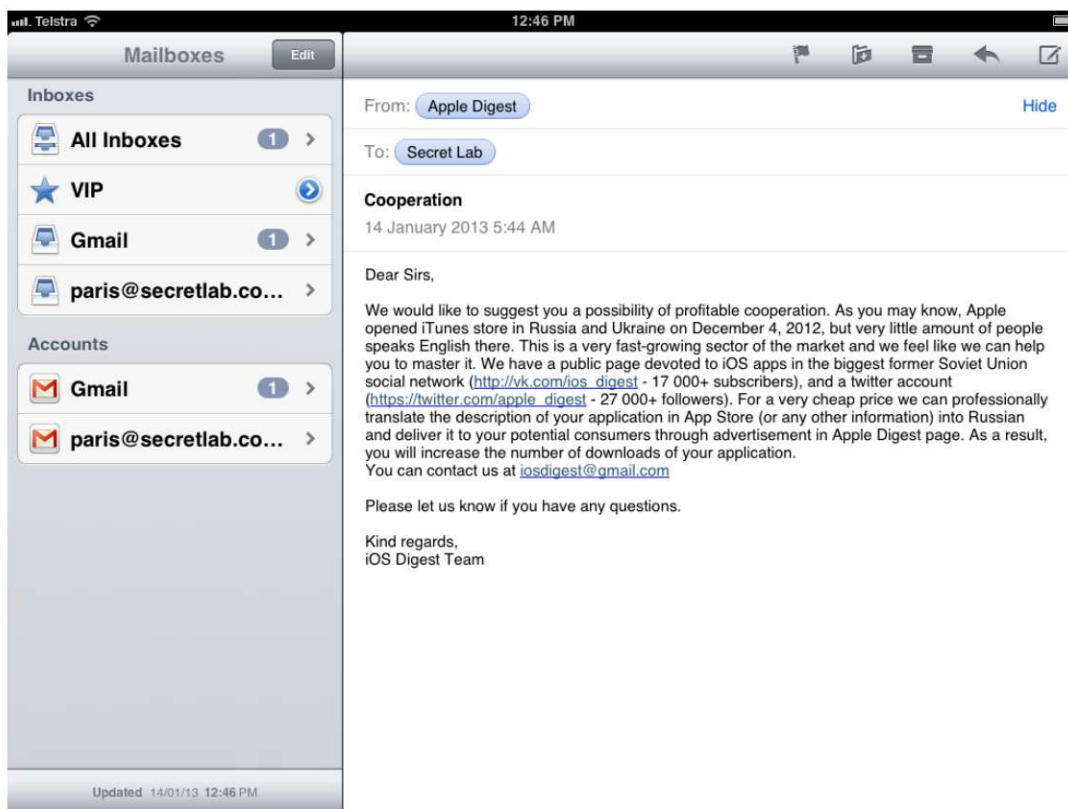 Telstra 12:46 PM
Mailboxes Edit
Inboxes
All Inboxes 1
VIP
Gmail 1
paris@secretlab.co...
Accounts
Gmail 1
paris@secretlab.co...
Updated 14/01/13 12:46 PM
From: Apple Digest Hide
To: Secret Lab
Cooperation
14 January 2013 5:44 AM
Dear Sirs,
We would like to suggest you a possibility of profitable cooperation. As you may know, Apple
opened iTunes store in Russia and Ukraine on December 4, 2012, but very little amount of people
speaks English there. This is a very fast-growing sector of the market and we feel like we can help
you to master it. We have a public page devoted to iOS apps in the biggest former Soviet Union
social network (http://vk.com/ios_digest - 17 000+ subscribers), and a twitter account
(https://twitter.com/apple_digest - 27 000+ followers). For a very cheap price we can professionally
translate the description of your application in App Store (or any other information) into Russian
and deliver it to your potential consumers through advertisement in Apple Digest page. As a result,
you will increase the number of downloads of your application.
You can contact us at iosdigest@gmail.com
Please let us know if you have any questions.
Kind regards,
iOS Digest Team